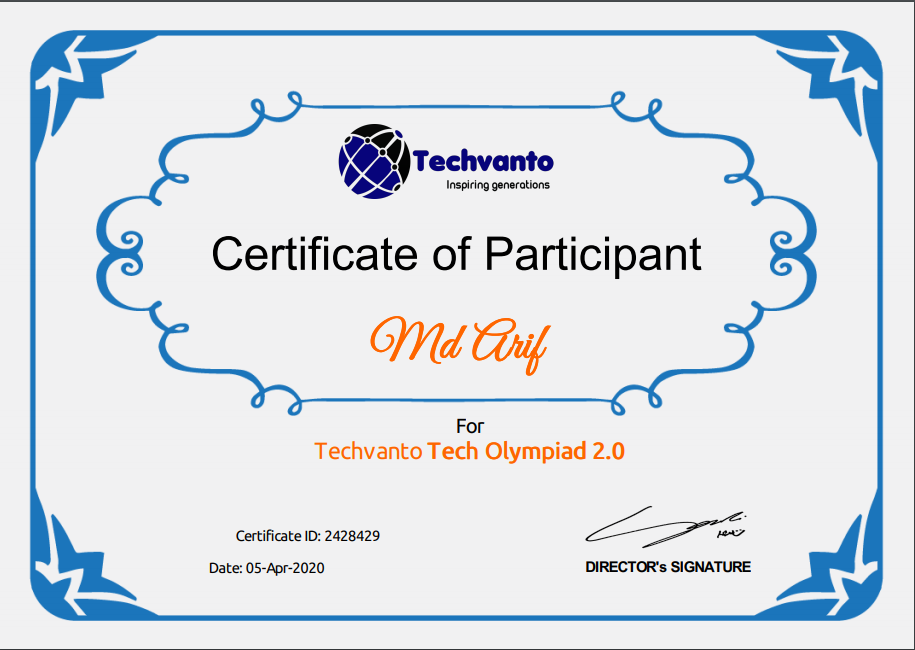 Techvanto
Inspiring generations
Certificate of Participant
Md Arif
For
Techvanto Tech Olympiad 2.0
Certificate ID: 2428429
Date: 05-Apr-2020
DIRECTOR's SIGNATURE